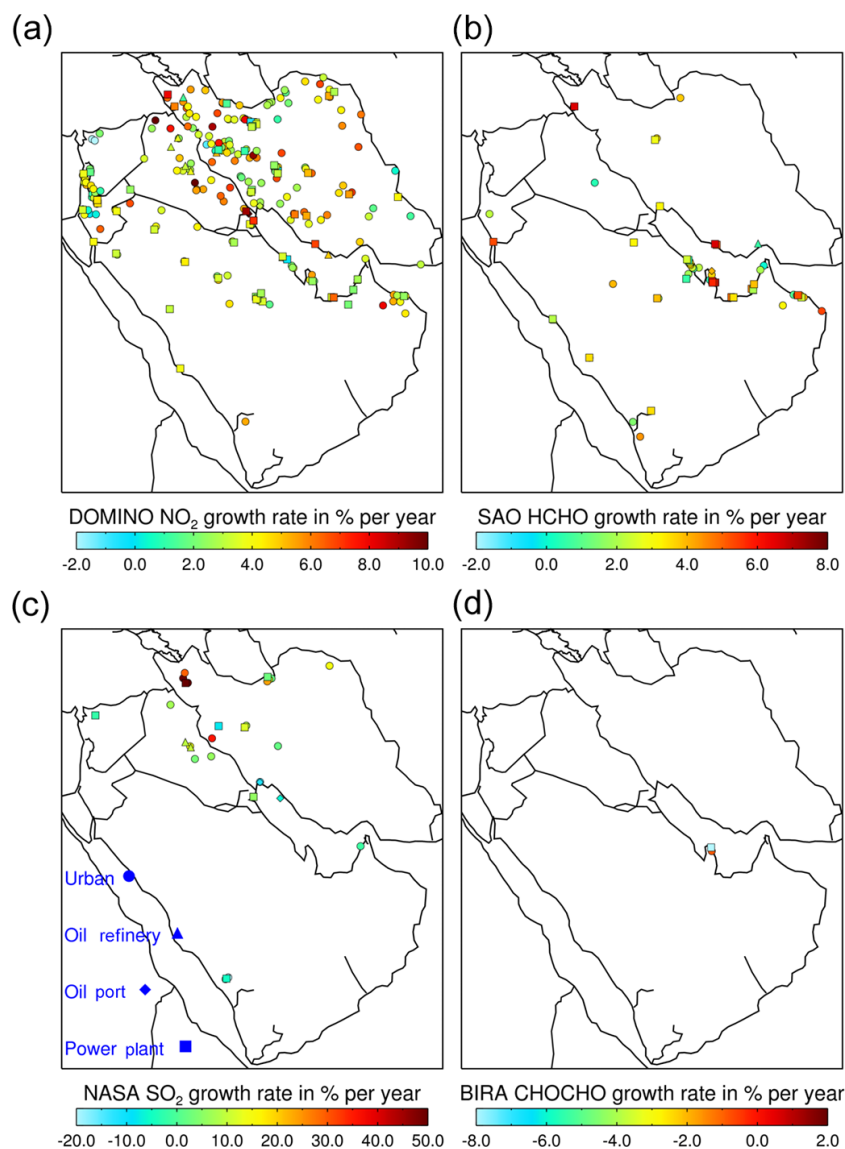 (a)
(b)
DOMINO NO₂ growth rate in % per year
-2.0 0.0 2.0 4.0 6.0 8.0 10.0
SAO HCHO growth rate in % per year
-2.0 0.0 2.0 4.0 6.0 8.0
(c)
(d)
Urban
Oil refinery
Oil port
Power plant
NASA SO₂ growth rate in % per year
-20.0 -10.0 0.0 10.0 20.0 30.0 40.0 50.0
BIRA CHOCHO growth rate in % per year
-8.0 -6.0 -4.0 -2.0 0.0 2.0